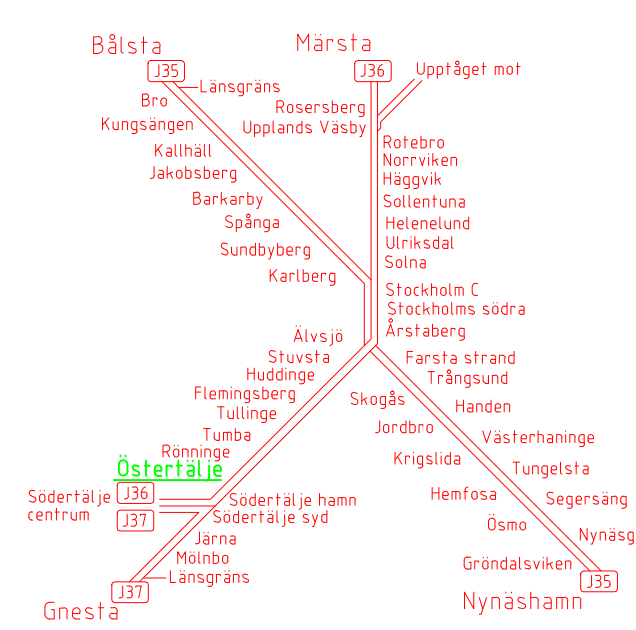 Bålsta
Märsta
J35
J36
Upptåget mot
Länsgräns
Bro
Rosersberg
Kungsängen
Upplands Väsby
Rotebro
Kallhäll
Norrviken
Jakobsberg
Häggvik
Barkarby
Sollentuna
Spånga
Helenelund
Ulriksdal
Sundbyberg
Solna
Karlberg
Stockholm C
Stockholms södra
Årstaberg
Älvsjö
Stuvsta
Farsta strand
Huddinge
Trångsund
Flemingsberg
Skogås
Handen
Tullinge
Jordbro
Tumba
Västerhaninge
Rönninge
Krigslida
Östertälje
Tungelsta
J36
Södertälje
centrum
Hemfosa
Segersäng
Södertälje hamn
J37
Södertälje syd
Ösmo
Järna
Nynäsg
Mölnbo
Gröndalsviken
Länsgräns
J35
J37
Gnesta
Nynäshamn